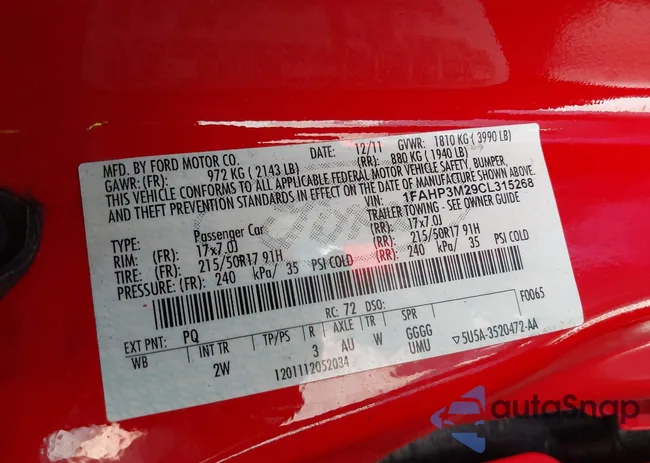 MFD. BY FORD MOTOR CO. DATE: 12/11 GVWR: 1810 KG (3990 LB)
GAWR: (FR): 972 KG (2143 LB) (RR): 880 KG (1940 LB)
THIS VEHICLE CONFORMS TO ALL APPLICABLE FEDERAL MOTOR VEHICLE SAFETY, BUMPER,
AND THEFT PREVENTION STANDARDS IN EFFECT ON THE DATE OF MANUFACTURE SHOWN ABOVE.
VIN: 1FAHP3M29CL315268
TYPE: Passenger Car TRAILER TOWING - SEE OWNER GUIDE
RIM: (FR): 17x7.0J (RR): 17x7.0J
TIRE: (FR): 215/50R17 91H (RR): 215/50R17 91H
PRESSURE: (FR): 240 kPa/ 35 PSI COLD (RR): 240 kPa/ 35 PSI COLD
EXT PNT: PQ RC: 72 DSO: F0065
WB INT TR TP/PS R AXLE TR SPR
2W 3 AU W GGGG UMU ▽5U5A-3520472-AA
1201112052034
autoSnap